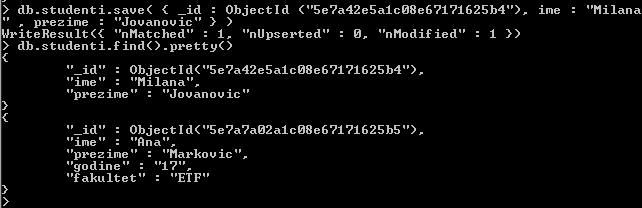 > db.studenti.save( { _id : ObjectId ("5e7a42e5a1c08e67171625b4"), ime : "Milana
" , prezime : "Jovanovic" } )
WriteResult({ "nMatched" : 1, "nUpserted" : 0, "nModified" : 1 })
> db.studenti.find().pretty()
{
        "_id" : ObjectId("5e7a42e5a1c08e67171625b4"),
        "ime" : "Milana",
        "prezime" : "Jovanovic"
}
{
        "_id" : ObjectId("5e7a7a02a1c08e67171625b5"),
        "ime" : "Ana",
        "prezime" : "Markovic",
        "godine" : "17",
        "fakultet" : "ETF"
}
>